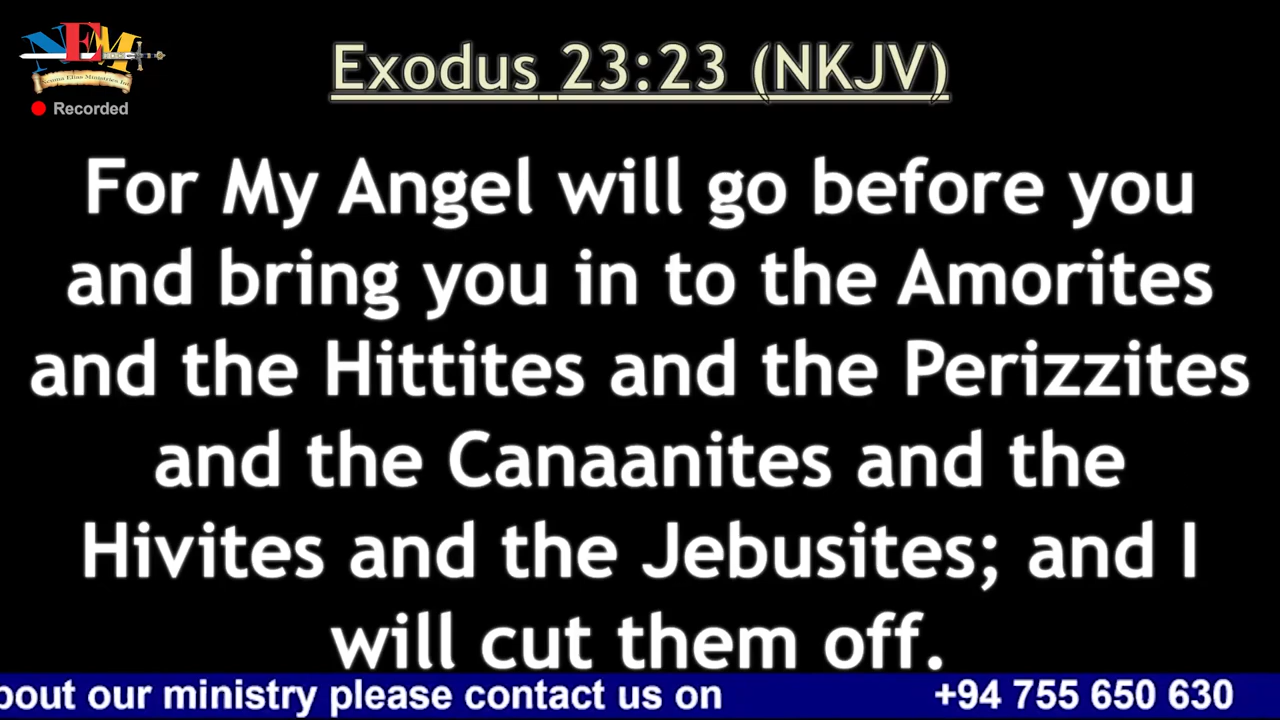 NEM
Recorded
Exodus 23:23 (NKJV)
For My Angel will go before you
and bring you in to the Amorites
and the Hittites and the Perizzites
and the Canaanites and the
Hivites and the Jebusites; and I
will cut them off.
bout our ministry please contact us on +94 755 650 630